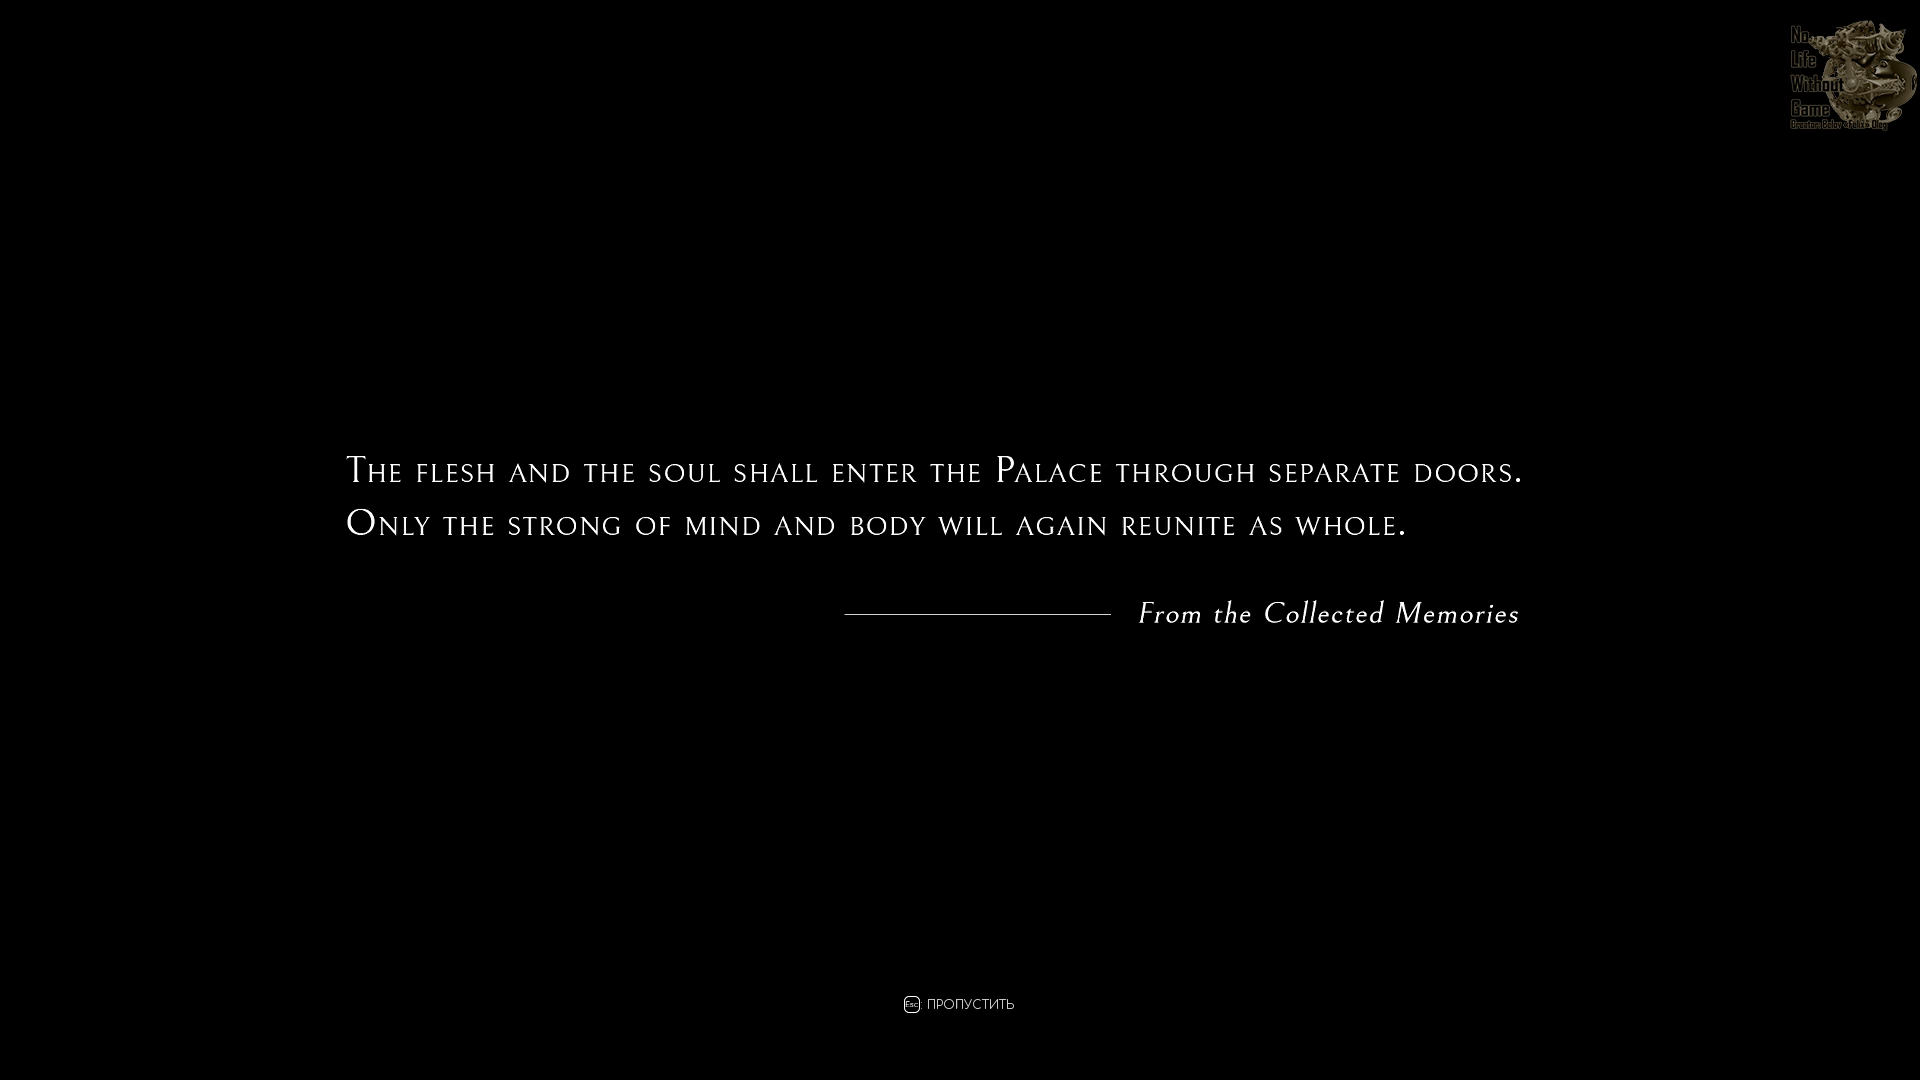 No
Life
Without
Game
The flesh and the soul shall enter the Palace through separate doors.
Only the strong of mind and body will again reunite as whole.
From the Collected Memories
Esc ПРОПУСТИТЬ